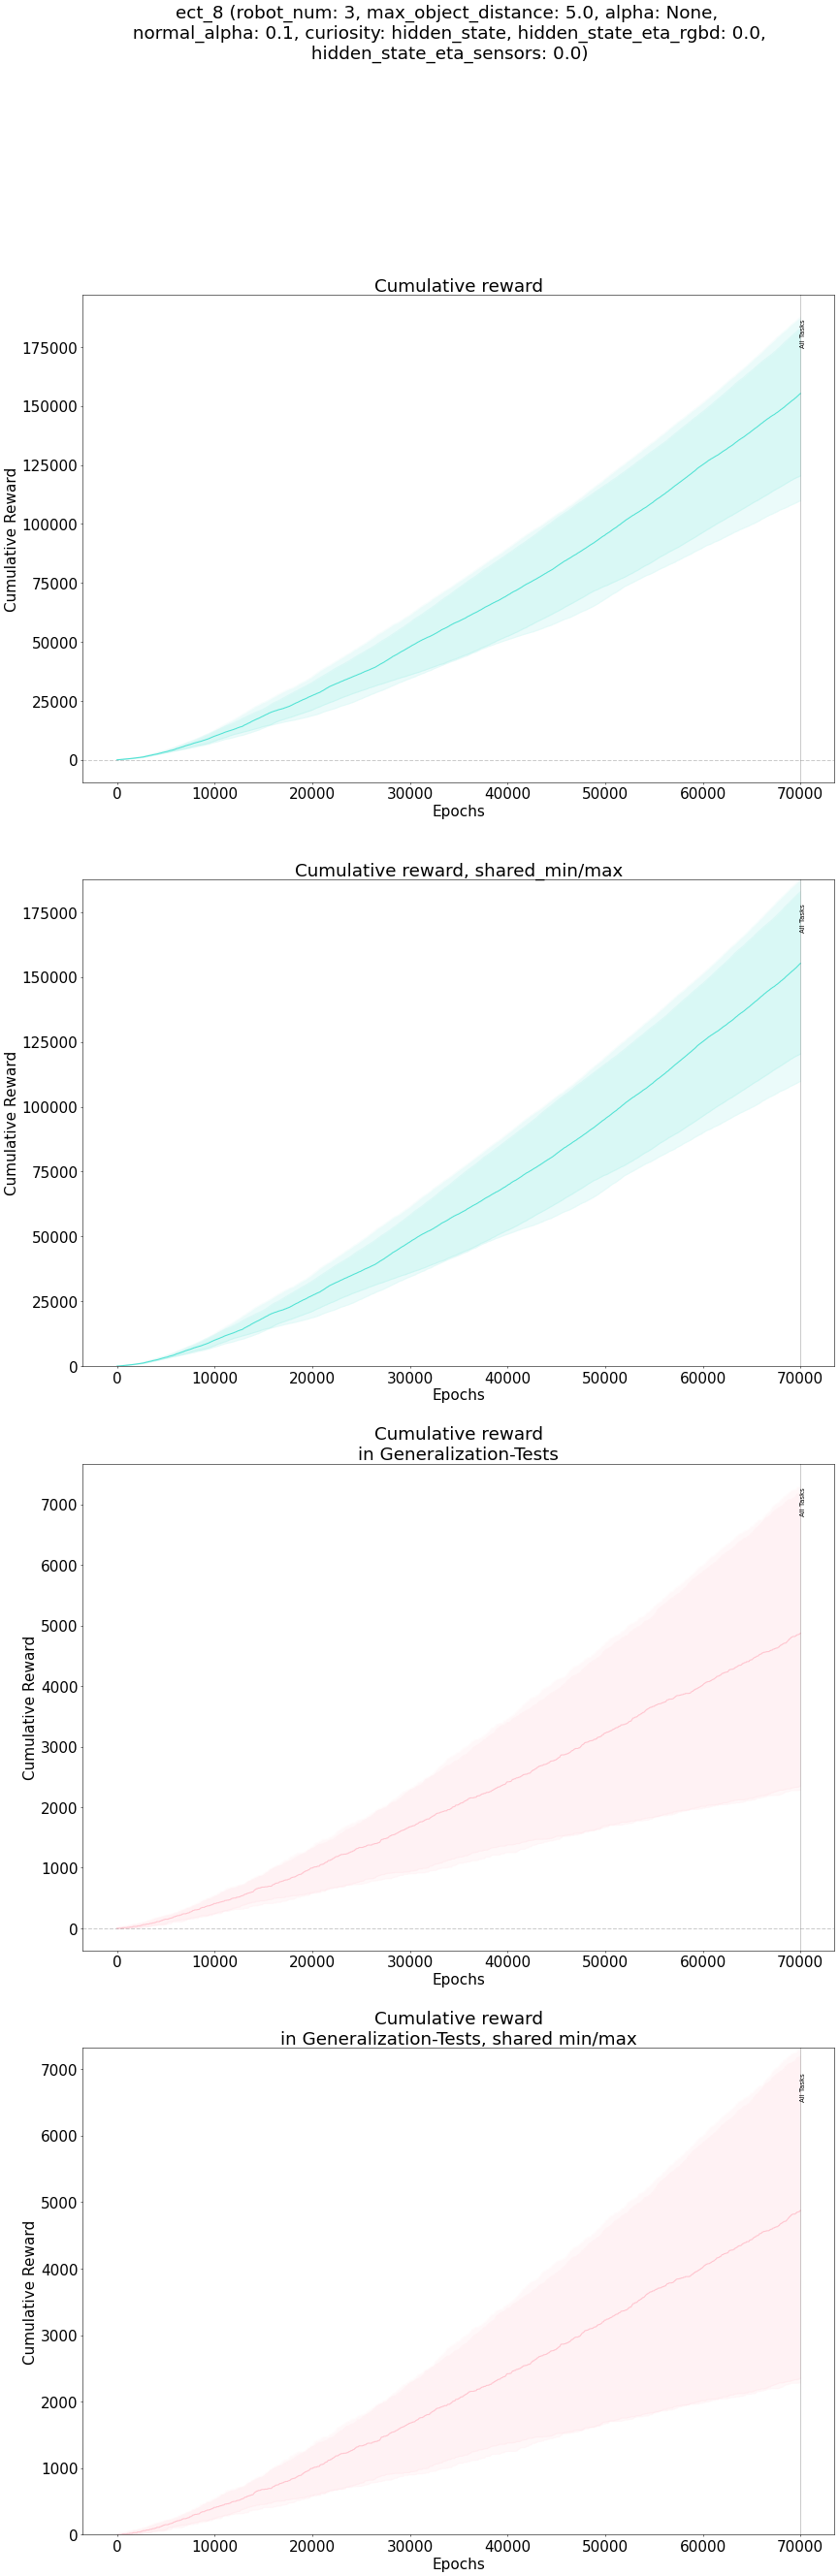 ect_8 (robot_num: 3, max_object_distance: 5.0, alpha: None,
normal_alpha: 0.1, curiosity: hidden_state, hidden_state_eta_rgbd: 0.0,
hidden_state_eta_sensors: 0.0)
Cumulative reward
All Tasks
175000
150000
125000
100000
75000
50000
25000
0
Cumulative Reward
0 10000 20000 30000 40000 50000 60000 70000
Epochs
Cumulative reward, shared_min/max
All Tasks
175000
150000
125000
100000
75000
50000
25000
0
Cumulative Reward
0 10000 20000 30000 40000 50000 60000 70000
Epochs
Cumulative reward
in Generalization-Tests
All Tasks
7000
6000
5000
4000
3000
2000
1000
0
Cumulative Reward
0 10000 20000 30000 40000 50000 60000 70000
Epochs
Cumulative reward
in Generalization-Tests, shared min/max
All Tasks
7000
6000
5000
4000
3000
2000
1000
0
Cumulative Reward
0 10000 20000 30000 40000 50000 60000 70000
Epochs